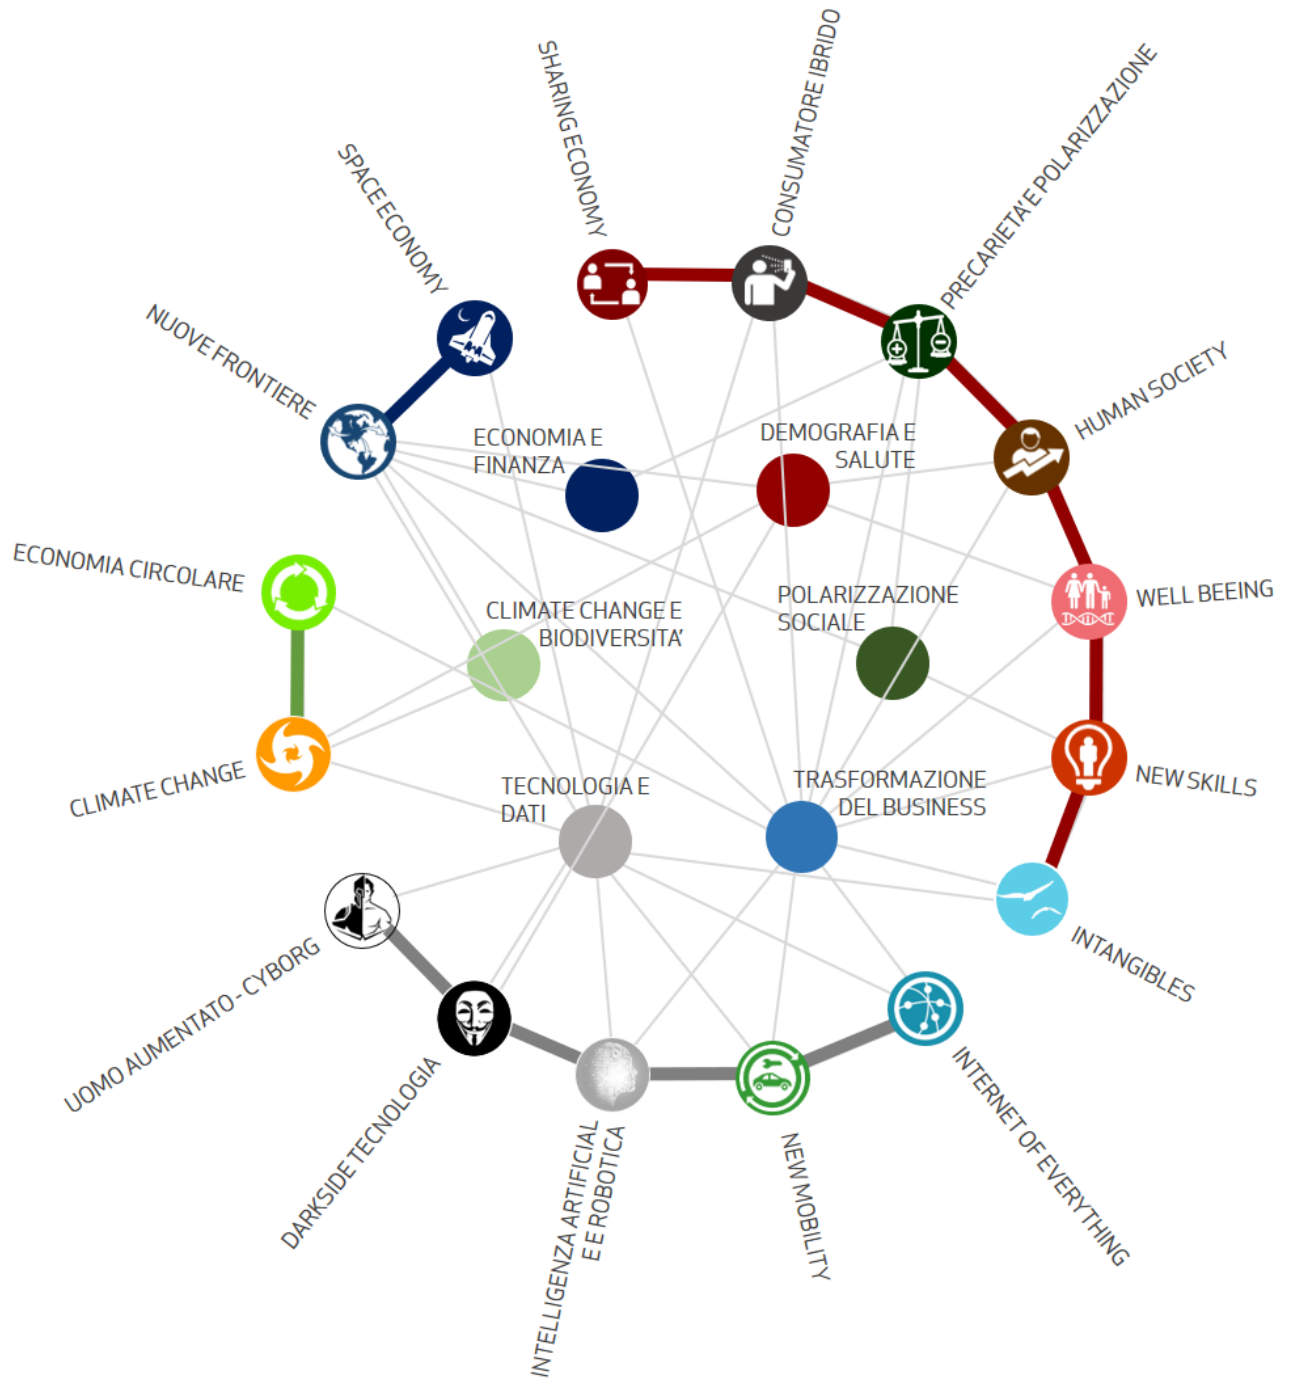 SHARING ECONOMY
CONSUMATORE IBRIDO
PRECARIETA' E POLARIZZAZIONE
SPACE ECONOMY
NUOVE FRONTIERE
HUMAN SOCIETY
ECONOMIA E
FINANZA
DEMOGRAFIA E
SALUTE
ECONOMIA CIRCOLARE
CLIMATE CHANGE E
BIODIVERSITA'
POLARIZZAZIONE
SOCIALE
WELL BEEING
CLIMATE CHANGE
TECNOLOGIA E
DATI
TRASFORMAZIONE
DEL BUSINESS
NEW SKILLS
INTANGIBLES
UOMO AUMENTATO - CYBORG
DARKSIDE TECNOLOGIA
INTELLIGENZA ARTIFICIAL
E E ROBOTICA
NEW MOBILITY
INTERNET OF EVERYTHING